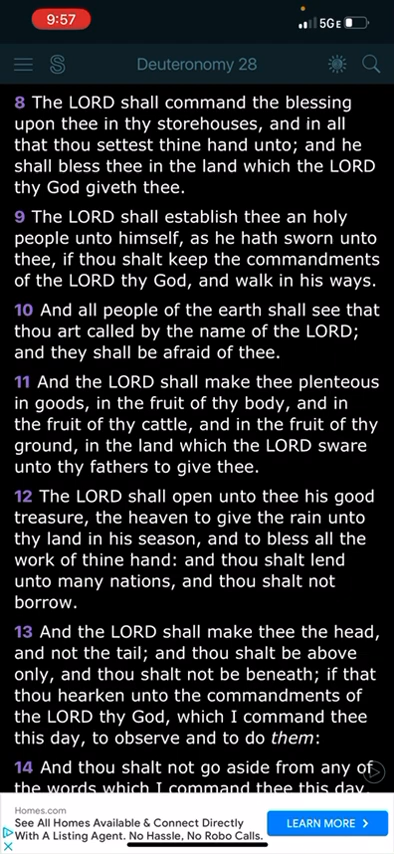 9:57
5GE
Deuteronomy 28
8 The LORD shall command the blessing
upon thee in thy storehouses, and in all
that thou settest thine hand unto; and he
shall bless thee in the land which the LORD
thy God giveth thee.
9 The LORD shall establish thee an holy
people unto himself, as he hath sworn unto
thee, if thou shalt keep the commandments
of the LORD thy God, and walk in his ways.
10 And all people of the earth shall see that
thou art called by the name of the LORD;
and they shall be afraid of thee.
11 And the LORD shall make thee plenteous
in goods, in the fruit of thy body, and in
the fruit of thy cattle, and in the fruit of thy
ground, in the land which the LORD sware
unto thy fathers to give thee.
12 The LORD shall open unto thee his good
treasure, the heaven to give the rain unto
thy land in his season, and to bless all the
work of thine hand: and thou shalt lend
unto many nations, and thou shalt not
borrow.
13 And the LORD shall make thee the head,
and not the tail; and thou shalt be above
only, and thou shalt not be beneath; if that
thou hearken unto the commandments of
the LORD thy God, which I command thee
this day, to observe and to do them:
14 And thou shalt not go aside from any of
the words which I command thee this day,
Homes.com
See All Homes Available & Connect Directly
With A Listing Agent. No Hassle, No Robo Calls.
LEARN MORE